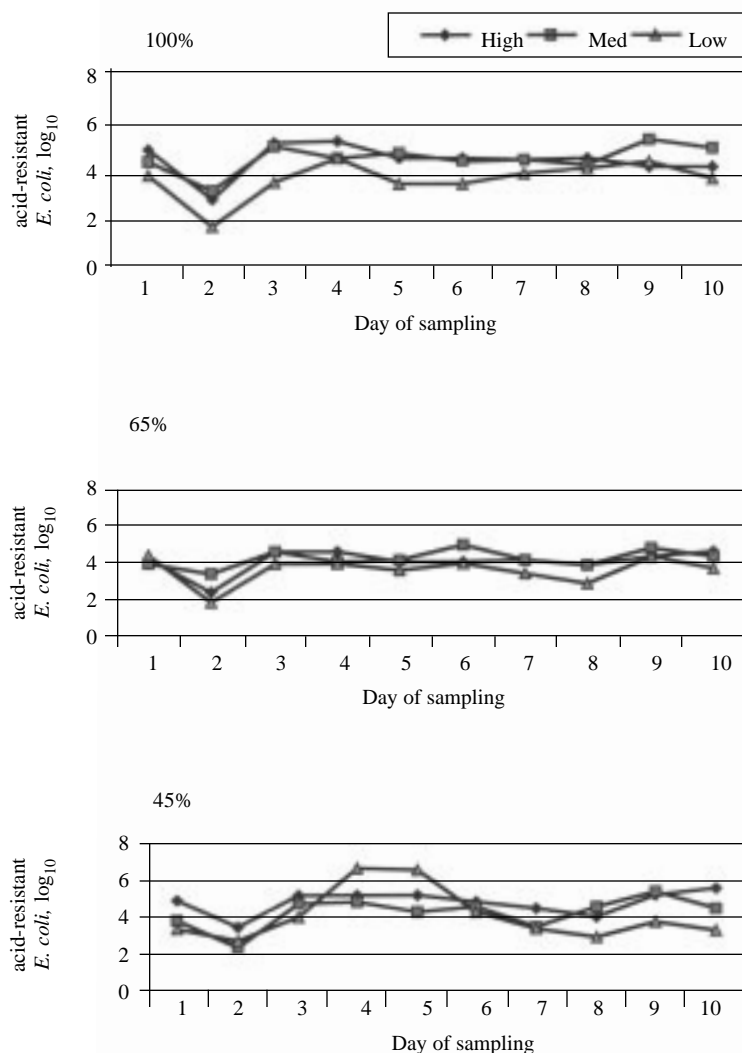 100%
High Med Low
acid-resistant
E. coli, log10
8
6
4
2
0
1 2 3 4 5 6 7 8 9 10
Day of sampling
65%
acid-resistant
E. coli, log10
8
6
4
2
0
1 2 3 4 5 6 7 8 9 10
Day of sampling
45%
acid-resistant
E. coli, log10
8
6
4
2
0
1 2 3 4 5 6 7 8 9 10
Day of sampling